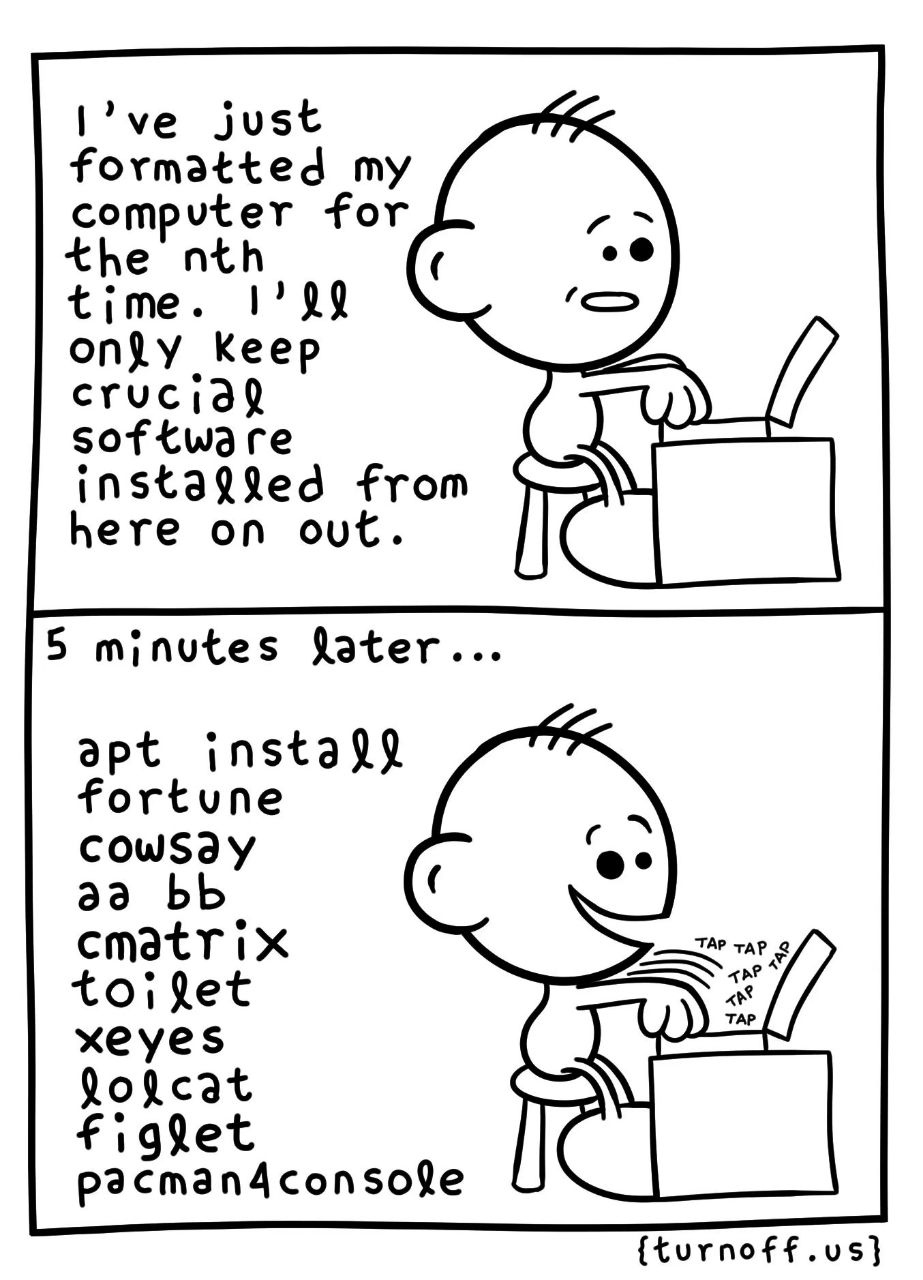 I've just
formatted my
computer for
the nth
time. I'll
only keep
crucial
software
installed from
here on out.
5 minutes later...
apt install
fortune
cowsay
aa bb
cmatrix
toilet
xeyes
lolcat
figlet
pacman4console
TAP TAP TAP
TAP
TAP
TAP
{turnoff.us}